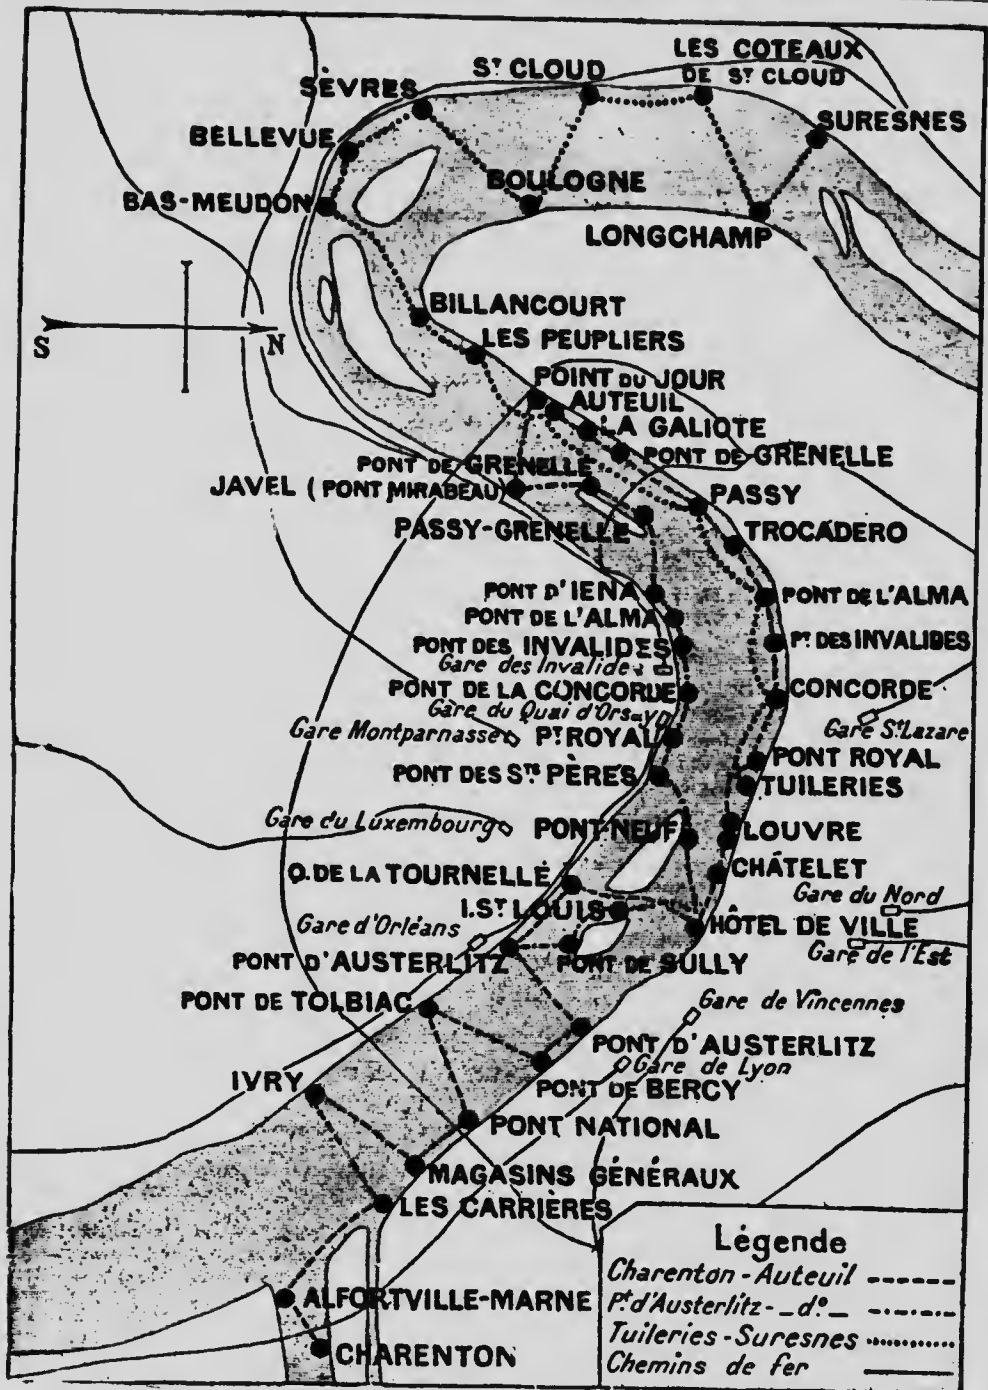 LES COTEAUX
DE Sᵀ CLOUD
Sᵀ CLOUD
SÈVRES
SURESNES
BELLEVUE
BOULOGNE
BAS-MEUDON
LONGCHAMP
BILLANCOURT
S
N
LES PEUPLIERS
POINT DU JOUR
AUTEUIL
LA GALIOTE
PONT DE GRENELLE
PONT DE GRENELLE
JAVEL (PONT MIRABEAU)
PASSY
PASSY-GRENELLE
TROCADERO
PONT D'IENA
PONT DE L'ALMA
PONT DE L'ALMA
PONT DES INVALIDES
Pᵀ DES INVALIDES
Gare des Invalides
PONT DE LA CONCORDE
CONCORDE
Gare du Quai d'Orsay
Gare Sᵗ Lazare
Gare Montparnasse
Pᵀ ROYAL
PONT ROYAL
PONT DES Sᵀˢ PÈRES
TUILERIES
Gare du Luxembourg
PONT-NEUF
LOUVRE
Q. DE LA TOURNELLE
CHÂTELET
Gare du Nord
I. Sᵀ LOUIS
HÔTEL DE VILLE
Gare d'Orléans
Gare de l'Est
PONT D'AUSTERLITZ
PONT DE SULLY
PONT DE TOLBIAC
Gare de Vincennes
PONT D'AUSTERLITZ
Gare de Lyon
IVRY
PONT DE BERCY
PONT NATIONAL
MAGASINS GÉNÉRAUX
LES CARRIÈRES
ALFORTVILLE-MARNE
CHARENTON
Légende
Charenton-Auteuil
Pᵗ d'Austerlitz-_dº_
Tuileries-Suresnes
Chemins de fer